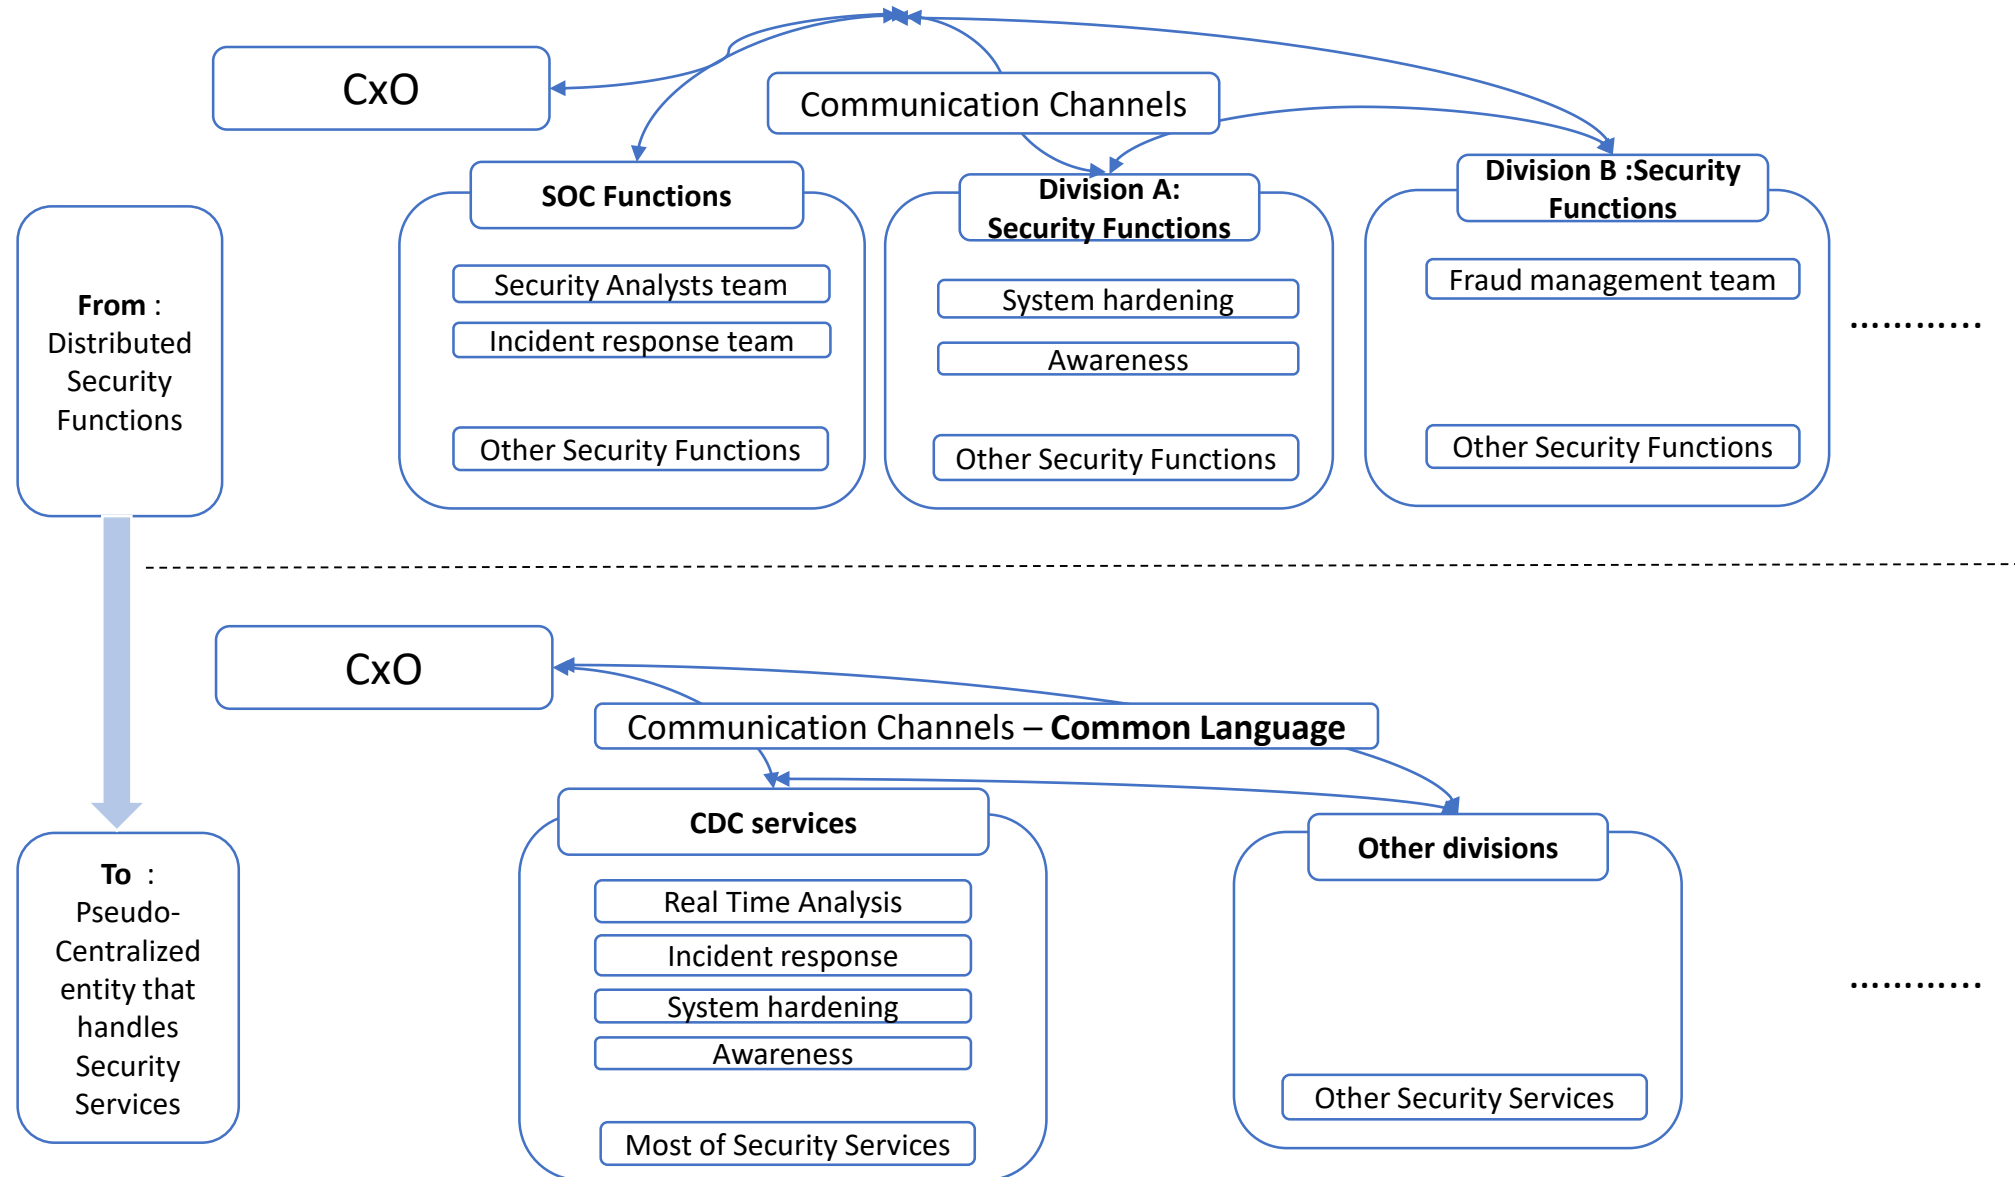 CxO
Communication Channels
SOC Functions
Security Analysts team
Incident response team
Other Security Functions
Division A:
Security Functions
System hardening
Awareness
Other Security Functions
Division B :Security
Functions
Fraud management team
Other Security Functions
…………
From :
Distributed
Security
Functions
CxO
Communication Channels – Common Language
CDC services
Real Time Analysis
Incident response
System hardening
Awareness
Most of Security Services
Other divisions
Other Security Services
…………
To :
Pseudo-
Centralized
entity that
handles
Security
Services